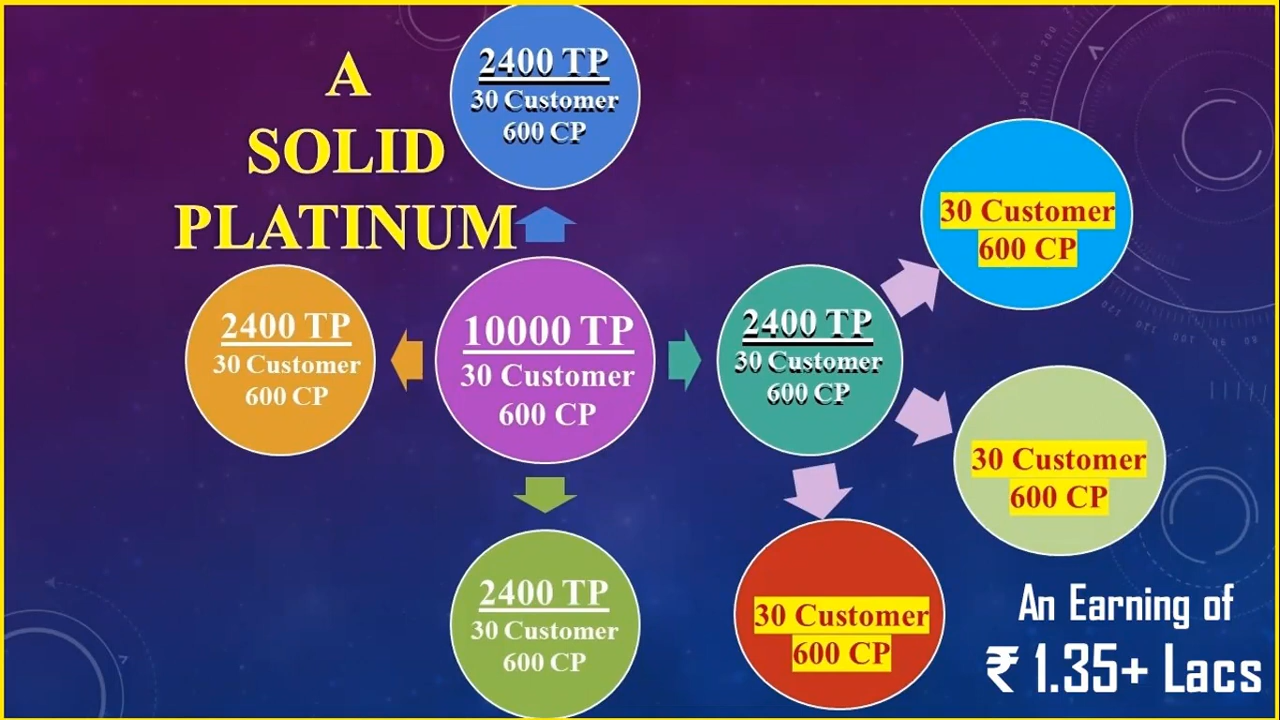 A
SOLID
PLATINUM
2400 TP
30 Customer
600 CP
2400 TP
30 Customer
600 CP
10000 TP
30 Customer
600 CP
2400 TP
30 Customer
600 CP
30 Customer
600 CP
30 Customer
600 CP
2400 TP
30 Customer
600 CP
30 Customer
600 CP
An Earning of
₹ 1.35+ Lacs